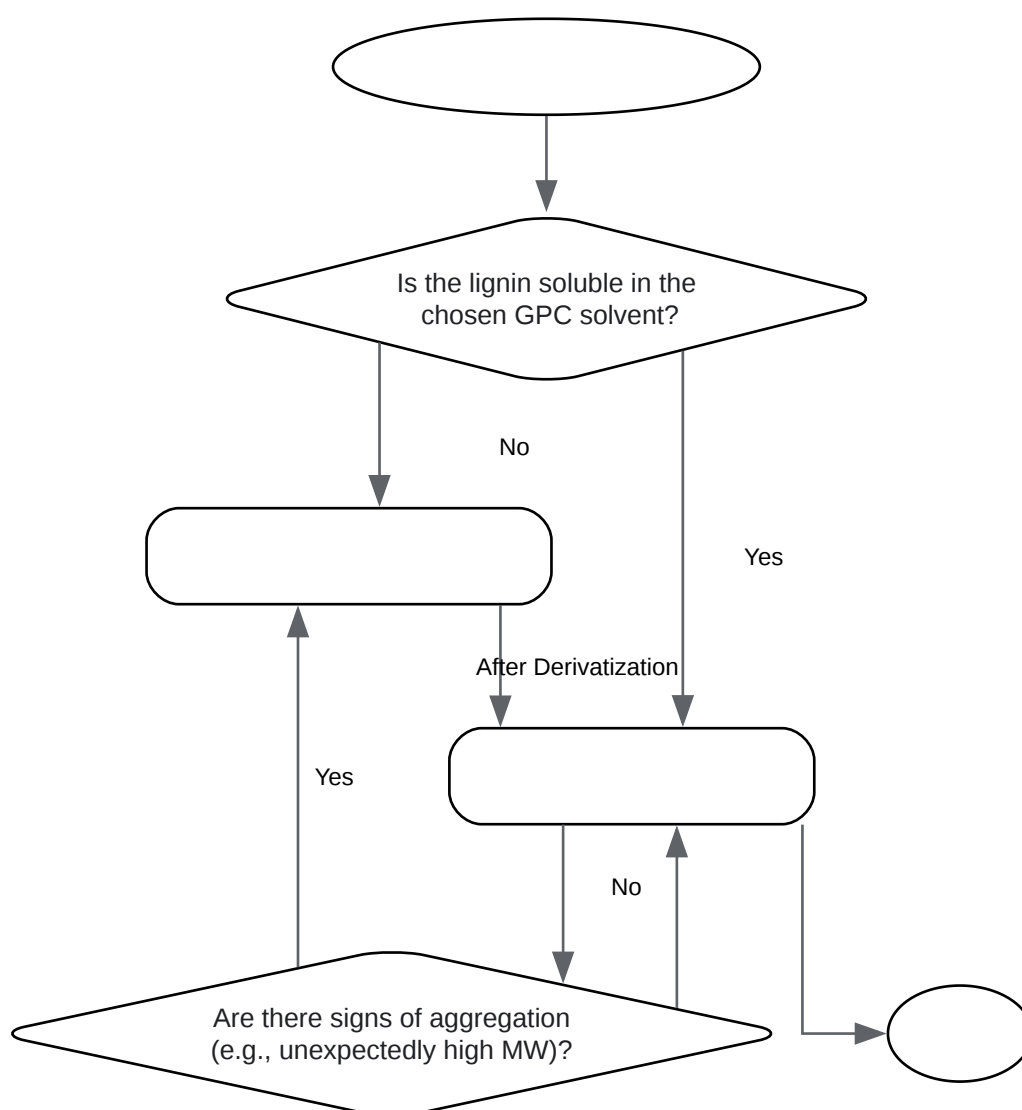 Is the lignin soluble in the
chosen GPC solvent?
No
Yes
After Derivatization
Yes
No
Are there signs of aggregation
(e.g., unexpectedly high MW)?